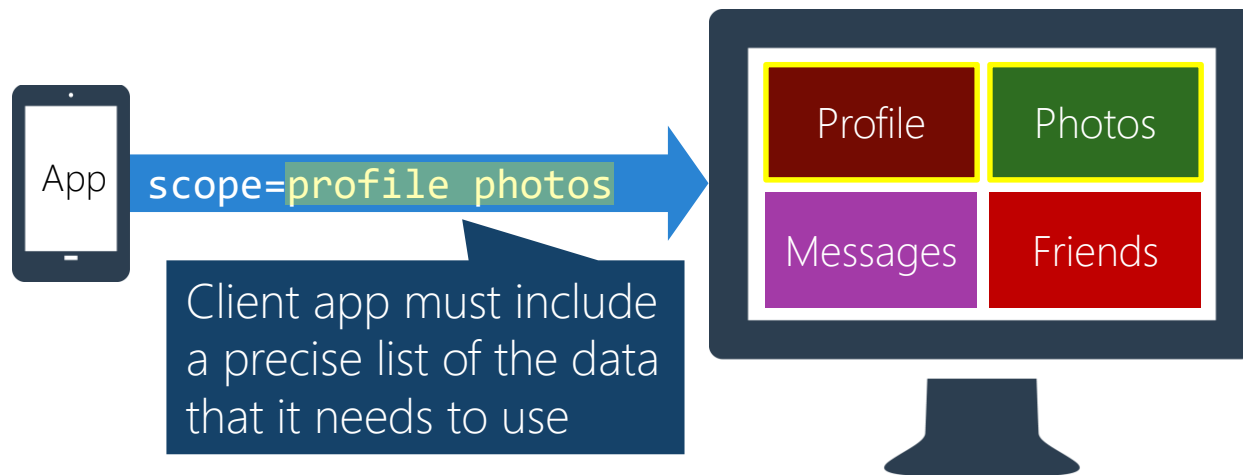 App
scope=profile photos
Client app must include
a precise list of the data
that it needs to use
Profile
Photos
Messages
Friends